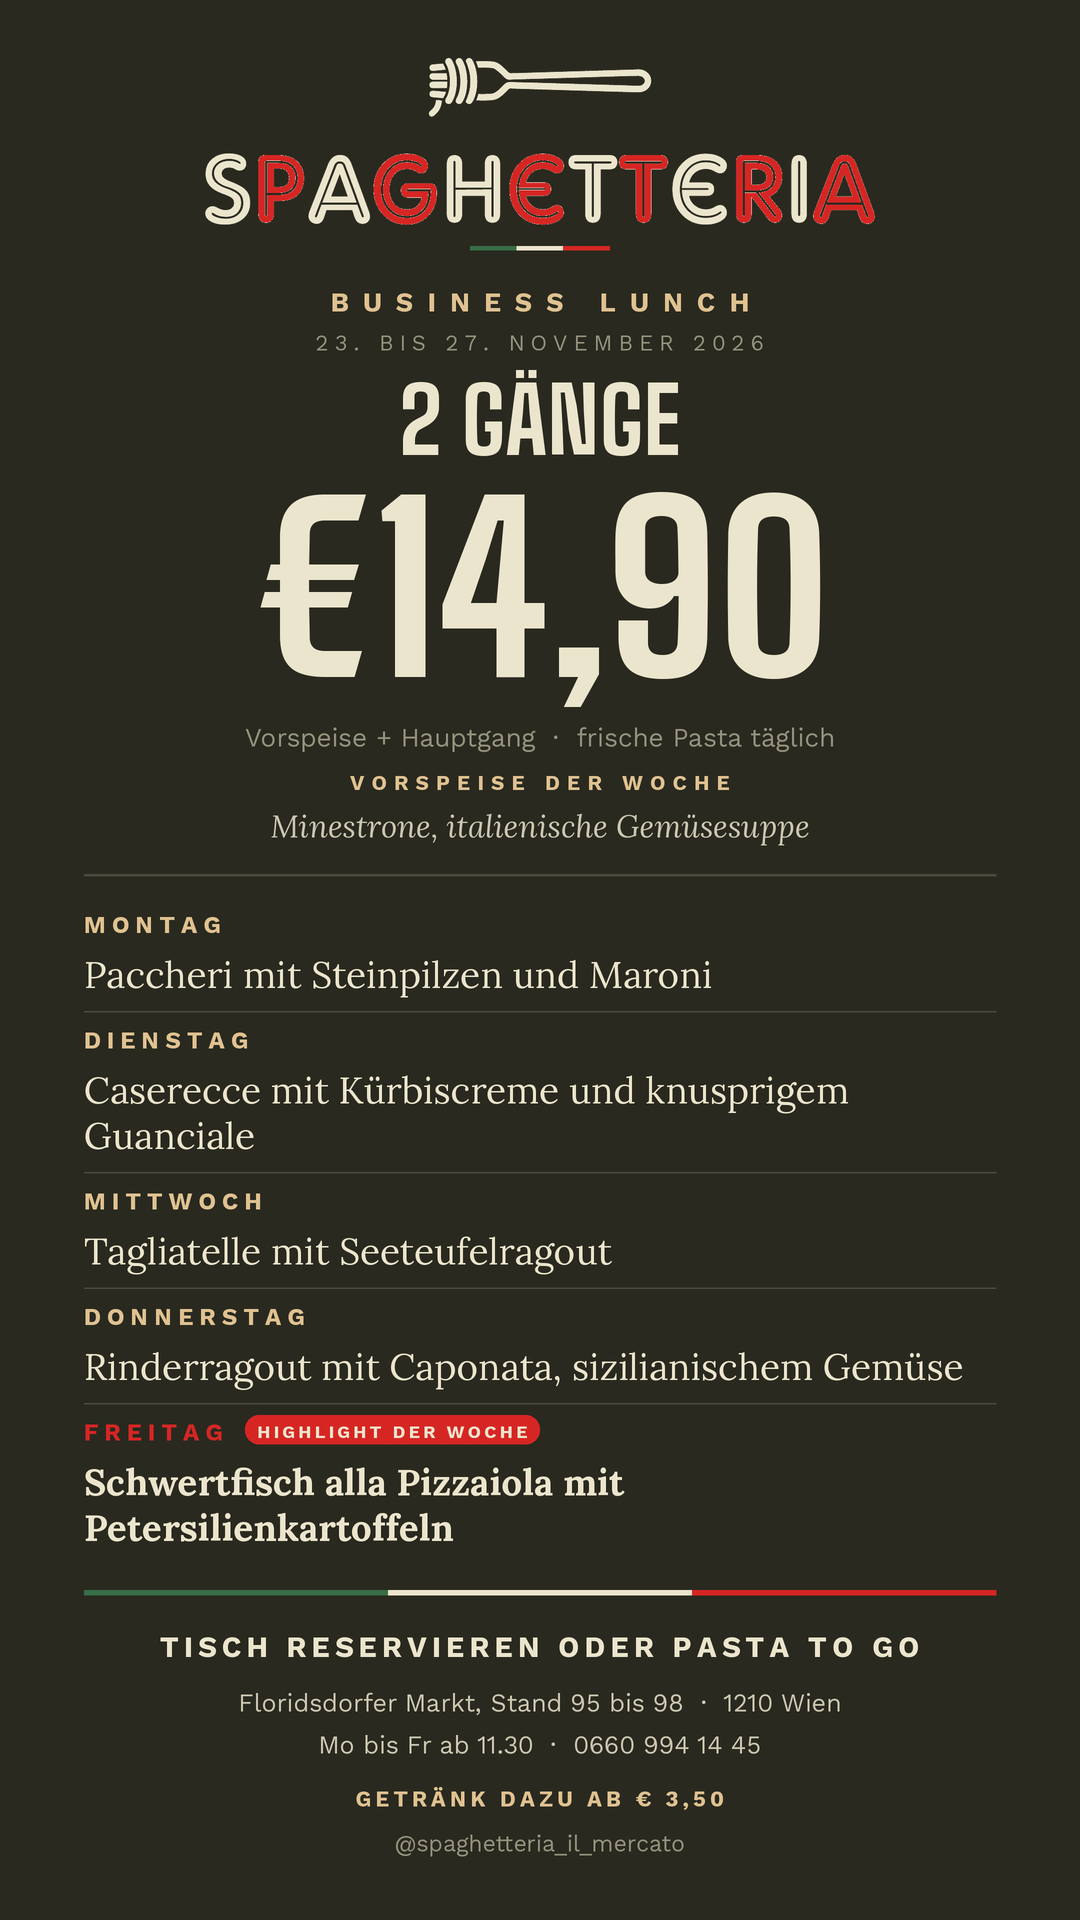 SPAGHETTERIA
BUSINESS LUNCH
23. BIS 27. NOVEMBER 2026
2 GÄNGE
€14,90
Vorspeise + Hauptgang · frische Pasta täglich
VORSPEISE DER WOCHE
Minestrone, italienische Gemüsesuppe
MONTAG
Paccheri mit Steinpilzen und Maroni
DIENSTAG
Caserecce mit Kürbiscreme und knusprigem
Guanciale
MITTWOCH
Tagliatelle mit Seeteufelragout
DONNERSTAG
Rinderragout mit Caponata, sizilianischem Gemüse
FREITAG HIGHLIGHT DER WOCHE
Schwertfisch alla Pizzaiola mit
Petersilienkartoffeln
TISCH RESERVIEREN ODER PASTA TO GO
Floridsdorfer Markt, Stand 95 bis 98 · 1210 Wien
Mo bis Fr ab 11.30 · 0660 994 14 45
GETRÄNK DAZU AB € 3,50
@spaghetteria_il_mercato